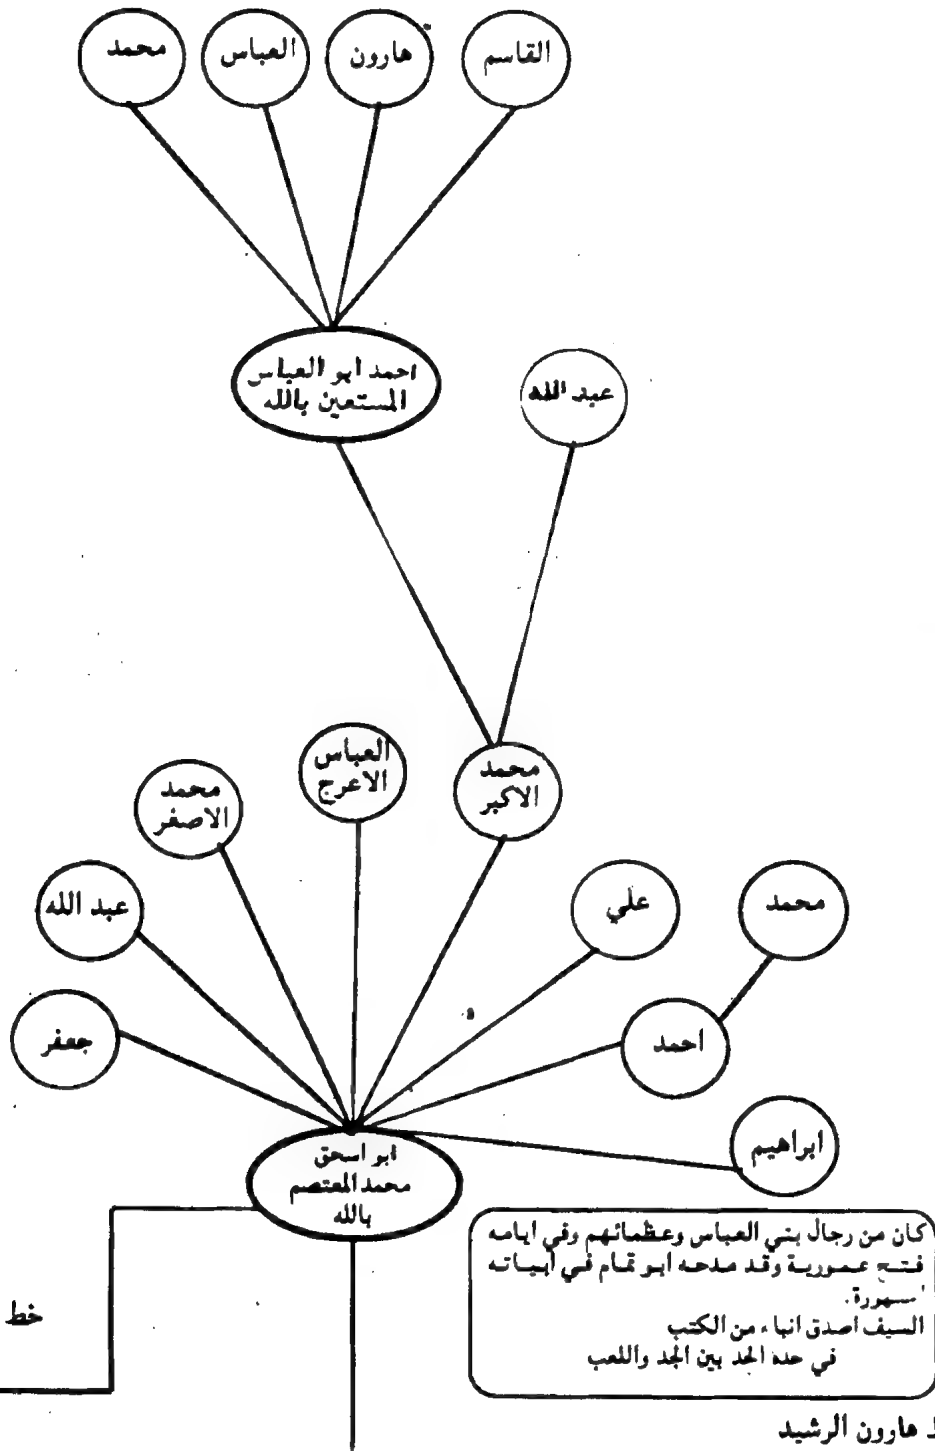 القاسم
هارون
العباس
محمد
احمد ابو العباس
المستعين بالله
عبد الله
محمد
الاكبر
العباس
الاعرج
محمد
الاصغر
عبد الله
جعفر
علي
محمد
احمد
ابراهيم
ابو اسحق
محمد المعتصم
بالله
كان من رجال بني العباس وعظمائهم وفي ايامه
فتح عمورية وقد مدحه ابو تمام في ابياته
السيف اصدق انباء من الكتب
في حده الحد بين الجد واللعب
خط
هارون الرشيد